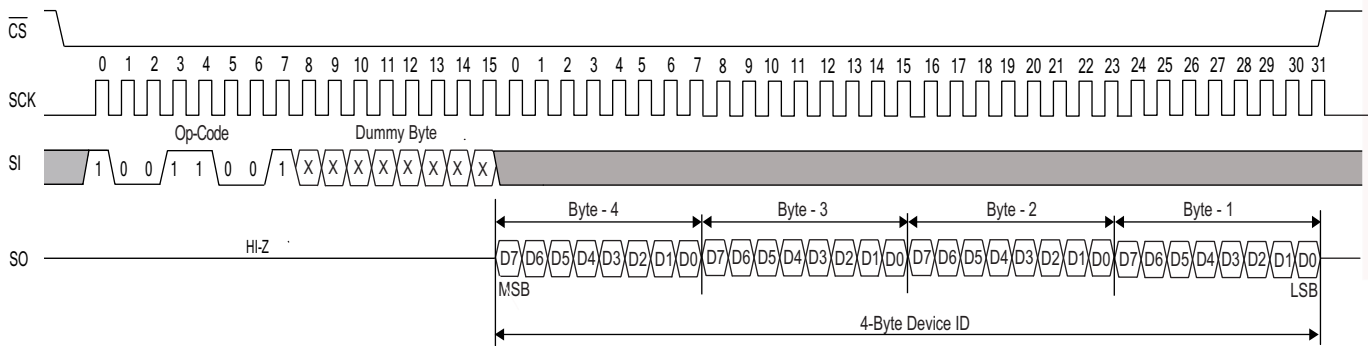 CS
0 1 2 3 4 5 6 7 8 9 10 11 12 13 14 15 0 1 2 3 4 5 6 7 8 9 10 11 12 13 14 15 16 17 18 19 20 21 22 23 24 25 26 27 28 29 30 31
SCK
Op-Code Dummy Byte
SI 1 0 0 1 1 0 0 1 X X X X X X X X
Byte - 4 Byte - 3 Byte - 2 Byte - 1
HI-Z
SO D7 D6 D5 D4 D3 D2 D1 D0 D7 D6 D5 D4 D3 D2 D1 D0 D7 D6 D5 D4 D3 D2 D1 D0 D7 D6 D5 D4 D3 D2 D1 D0
MSB LSB
4-Byte Device ID